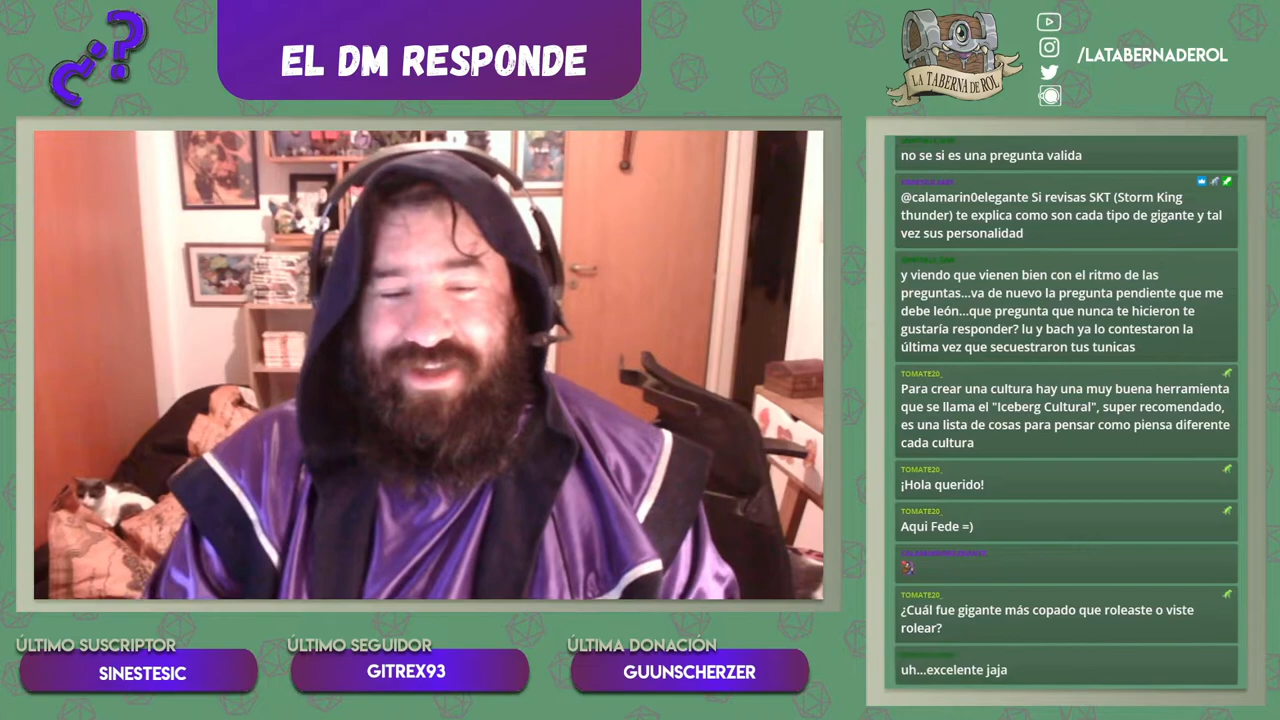 ¿?
EL DM RESPONDE
LA TABERNA DE ROL
/LATABERNADEROL
no se si es una pregunta valida
@calamarin0elegante Si revisas SKT (Storm King
thunder) te explica como son cada tipo de gigante y tal
vez sus personalidad
y viendo que vienen bien con el ritmo de las
preguntas...va de nuevo la pregunta pendiente que me
debe león...que pregunta que nunca te hicieron te
gustaría responder? lu y bach ya lo contestaron la
última vez que secuestraron tus tunicas
TOMATE20_
Para crear una cultura hay una muy buena herramienta
que se llama el "Iceberg Cultural", super recomendado,
es una lista de cosas para pensar como piensa diferente
cada cultura
TOMATE20_
¡Hola querido!
TOMATE20_
Aqui Fede =)
TOMATE20_
¿Cuál fue gigante más copado que roleaste o viste
rolear?
uh...excelente jaja
ÚLTIMO SUSCRIPTOR
SINESTESIC
ÚLTIMO SEGUIDOR
GITREX93
ÚLTIMA DONACIÓN
GUUNSCHERZER